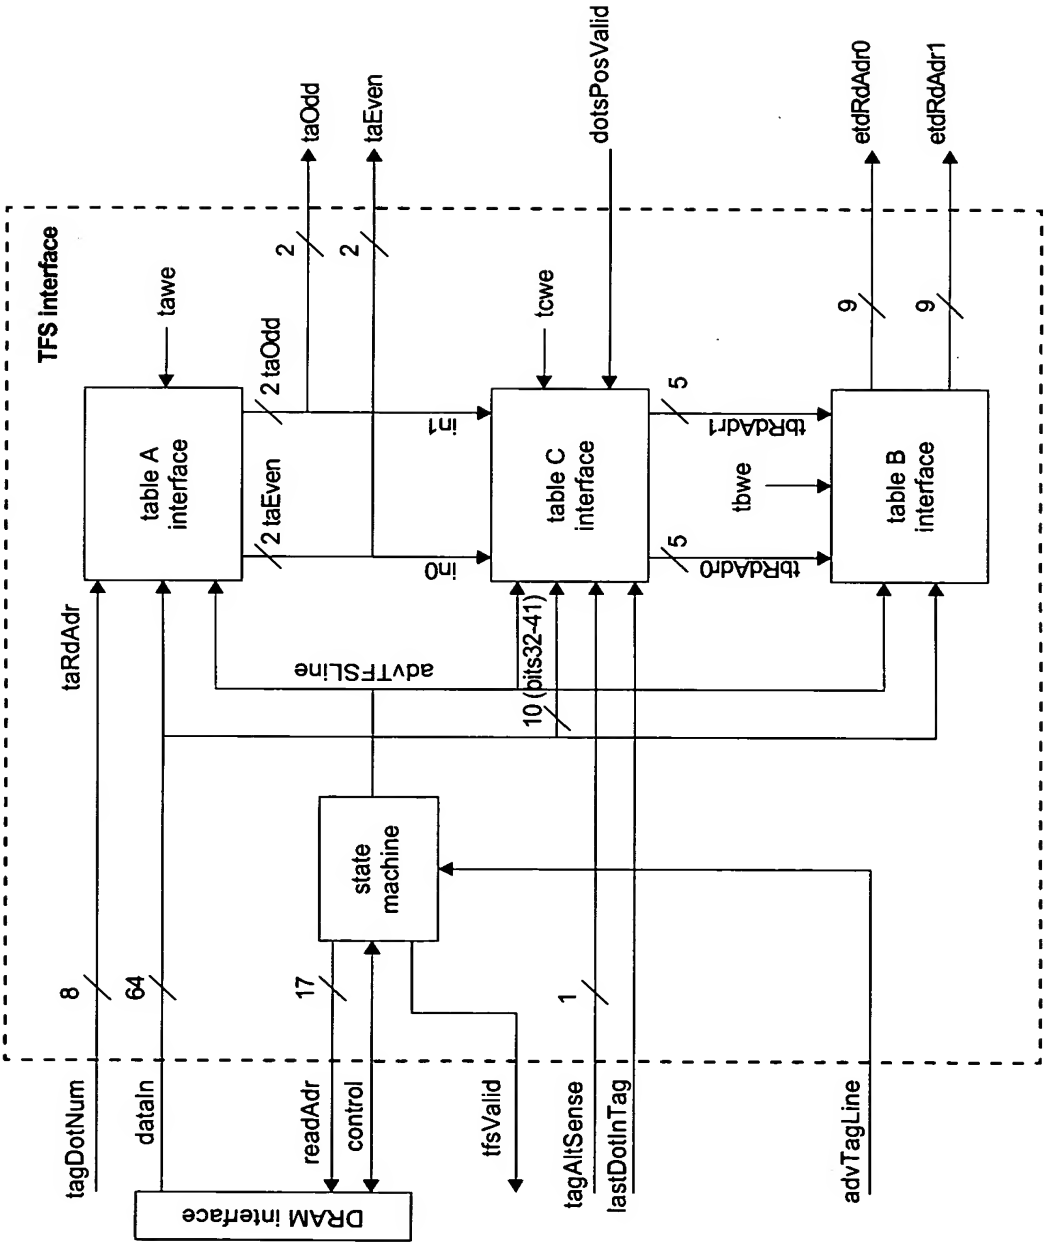 TFS interface
tagDotNum
8
taRdAdr
dataIn
64
DRAM interface
readAdr
17
control
tfsValid
state
machine
advTFSLine
10 (bits32-41)
tagAltSense
1
lastDotInTag
advTagLine
table A
interface
tawe
2 taEven
2 taOdd
2
taOdd
2
taEven
in0
in1
table C
interface
tcwe
dotsPosValid
5
tbRdAdr0
5
tbRdAdr1
tbwe
table B
interface
9
etdRdAdr0
9
etdRdAdr1